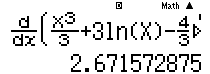 Math ▲
d/dx(x3/3+3ln(X)-4/3▷
2.671572875